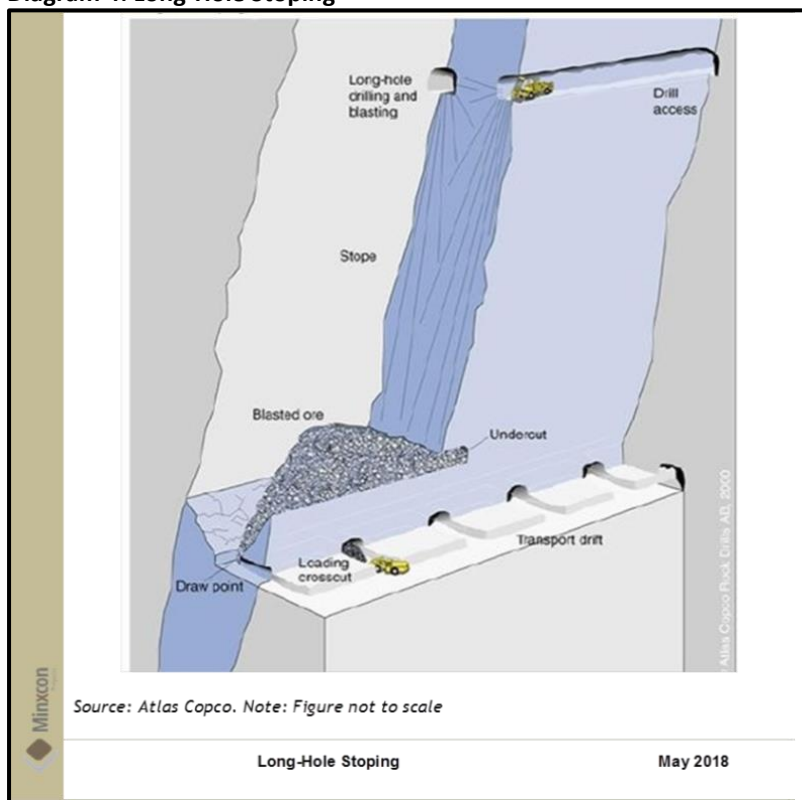 Long-hole
drilling and
blasting
Drill
access
Stope
Blasted ore
Undercut
Transport drift
Loading
crosscut
Draw point
Atlas Copco Rock Drills AB, 2000
Minxcon
Source: Atlas Copco. Note: Figure not to scale
Long-Hole Stoping
May 2018